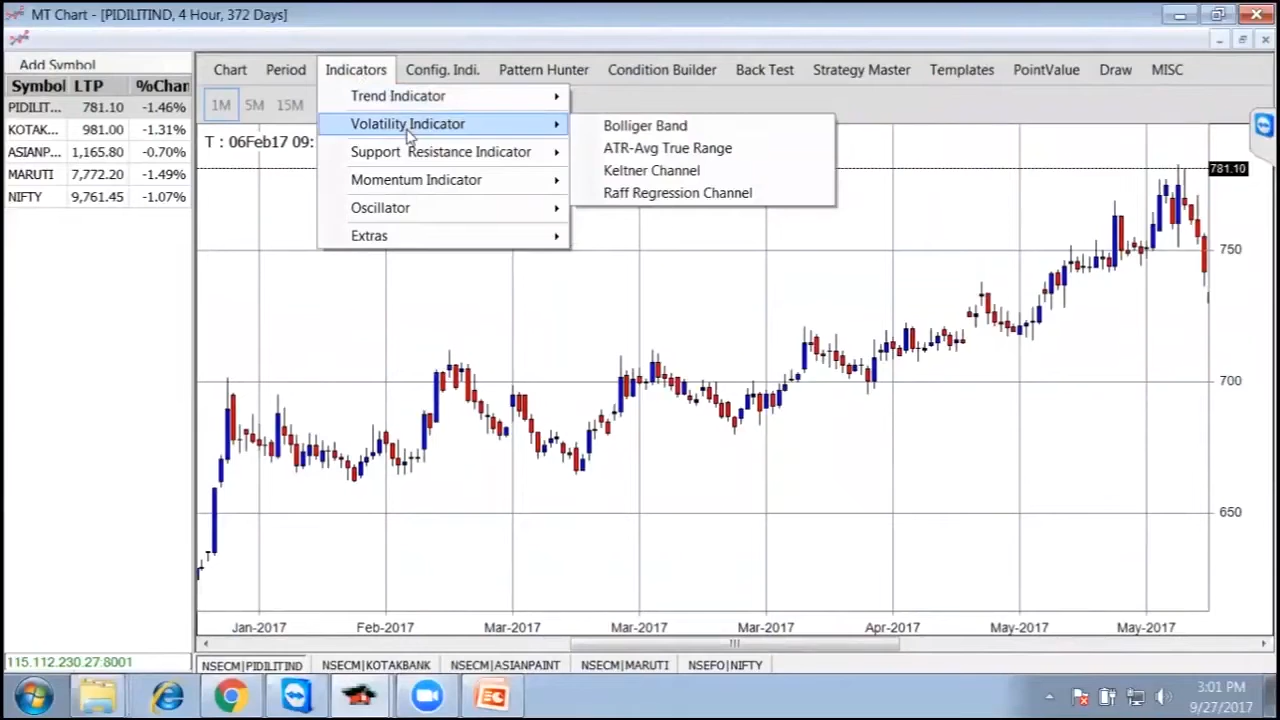 MT Chart - [PIDILITIND, 4 Hour, 372 Days]
Add Symbol
Symbol LTP %Chan
PIDILIT... 781.10 -1.46%
KOTAK... 981.00 -1.31%
ASIANP... 1,165.80 -0.70%
MARUTI 7,772.20 -1.49%
NIFTY 9,761.45 -1.07%
115.112.230.27:8001
Chart Period Indicators Config. Indi. Pattern Hunter Condition Builder Back Test Strategy Master Templates PointValue Draw MISC
1M 5M 15M
T : 06Feb17 09:
Trend Indicator
Volatility Indicator
Support Resistance Indicator
Momentum Indicator
Oscillator
Extras
Bolliger Band
ATR-Avg True Range
Keltner Channel
Raff Regression Channel
781.10
750
700
650
Jan-2017 Feb-2017 Mar-2017 Mar-2017 Mar-2017 Apr-2017 May-2017 May-2017
NSECM|PIDILITIND NSECM|KOTAKBANK NSECM|ASIANPAINT NSECM|MARUTI NSEFO|NIFTY
3:01 PM
9/27/2017